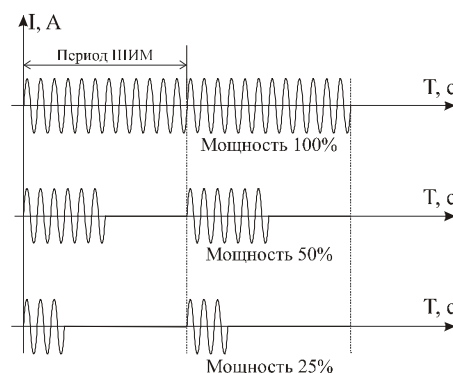 I, А
Период ШИМ
Т, с
Мощность 100%
Т, с
Мощность 50%
Т, с
Мощность 25%